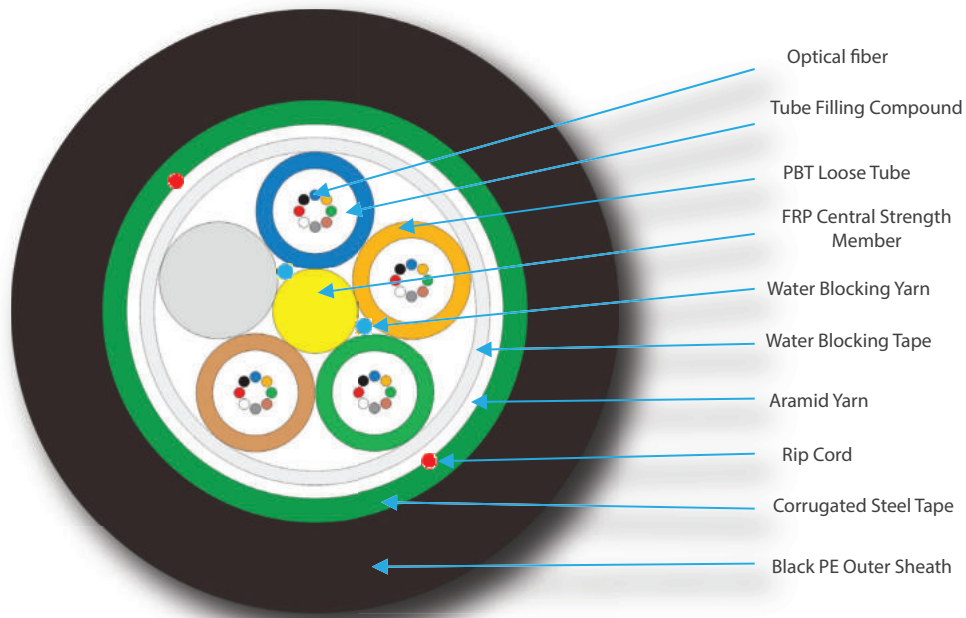 Optical fiber
Tube Filling Compound
PBT Loose Tube
FRP Central Strength
Member
Water Blocking Yarn
Water Blocking Tape
Aramid Yarn
Rip Cord
Corrugated Steel Tape
Black PE Outer Sheath